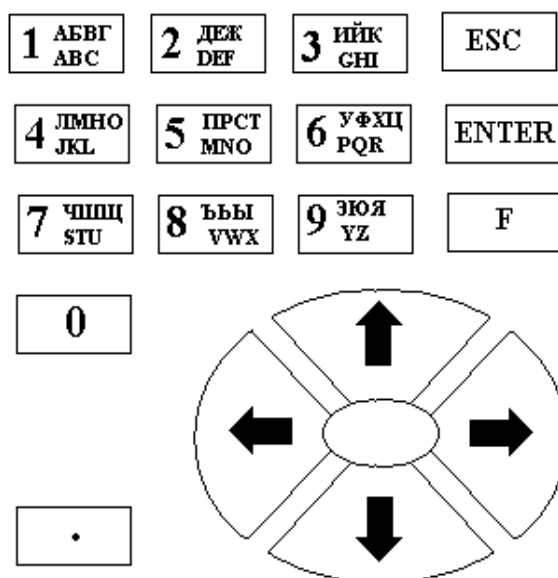 1 АБВГ
ABC
2 ДЕЖ
DEF
3 ИЙК
GHI
ESC
4 ЛМНО
JKL
5 ПРСТ
MNO
6 УФХЦ
PQR
ENTER
7 ЧШЩ
STU
8 ЪЬЫ
VWX
9 ЭЮЯ
YZ
F
0
.